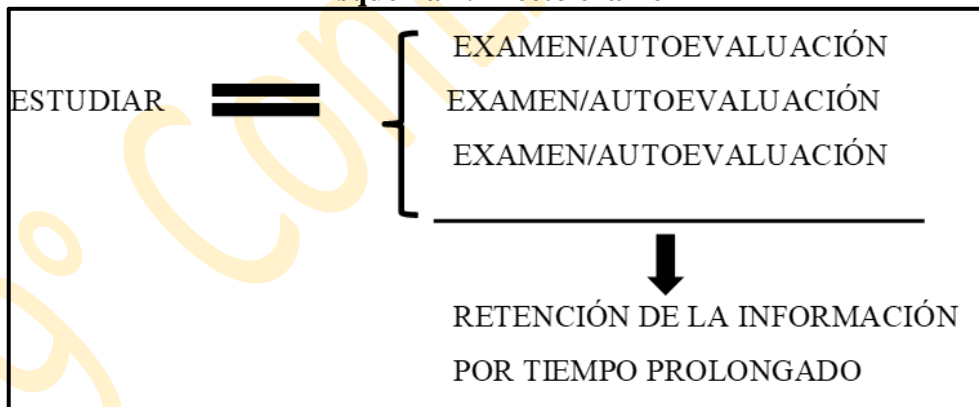 EXAMEN/AUTOEVALUACIÓN
ESTUDIAR EXAMEN/AUTOEVALUACIÓN
EXAMEN/AUTOEVALUACIÓN
RETENCIÓN DE LA INFORMACIÓN
POR TIEMPO PROLONGADO